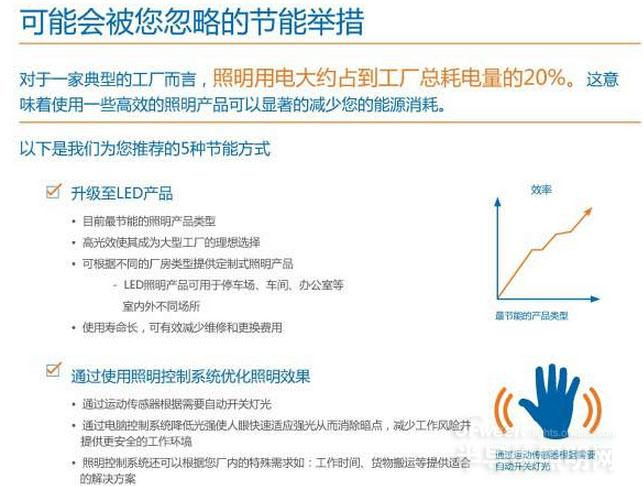 可能会被您忽略的节能举措
对于一家典型的工厂而言，照明用电大约占到工厂总耗电量的20%。这意
味着使用一些高效的照明产品可以显著的减少您的能源消耗。
以下是我们为您推荐的5种节能方式
升级至LED产品
• 目前最节能的照明产品类型
• 高光效使其成为大型工厂的理想选择
• 可根据不同的厂房类型提供定制式照明产品
- LED照明产品可用于停车场、车间、办公室等
室内外不同场所
• 使用寿命长，可有效减少维修和更换费用
效率
最节能的产品类型
通过使用照明控制系统优化照明效果
• 通过运动传感器根据需要自动开关灯光
• 通过电脑控制系统降低光强使人眼快速适应强光从而消除暗点，减少工作风险并
提供更安全的工作环境
• 照明控制系统还可以根据您厂内的特殊需求如：工作时间、货物搬运等提供适合
的解决方案
通过运动传感器根据需要
自动开关灯光